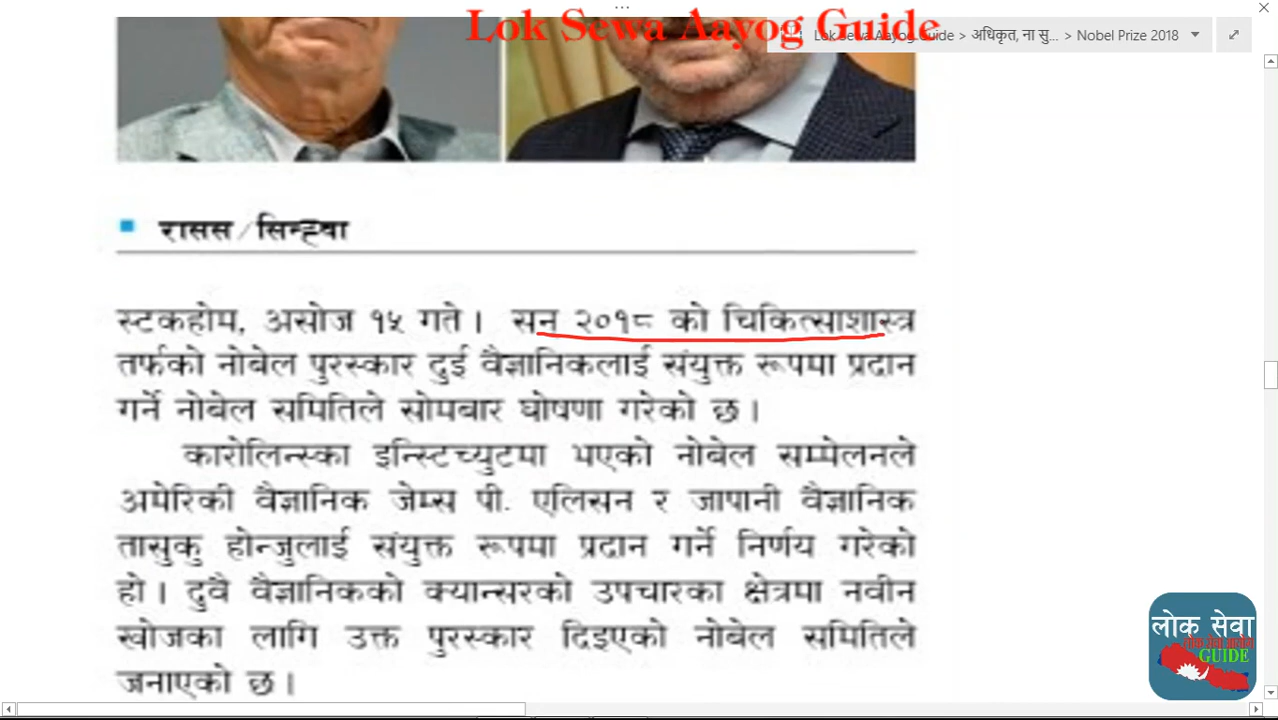 Lok Sewa Aayog Guide
Lok Sewa Aayog Guide > अधिकृत, ना सु... > Nobel Prize 2018
रासस/सिन्ह्वा
स्टकहोम, असोज १५ गते । सन २०१८ को चिकित्साशास्त्र
तर्फको नोबेल पुरस्कार दुई वैज्ञानिकलाई संयुक्त रूपमा प्रदान
गर्ने नोबेल समितिले सोमबार घोषणा गरेको छ ।
कारोलिन्स्का इन्स्टिच्युटमा भएको नोबेल सम्मेलनले
अमेरिकी वैज्ञानिक जेम्स पी. एलिसन र जापानी वैज्ञानिक
तासुकु होन्जुलाई संयुक्त रूपमा प्रदान गर्ने निर्णय गरेको
हो । दुवै वैज्ञानिकको क्यान्सरको उपचारका क्षेत्रमा नवीन
खोजका लागि उक्त पुरस्कार दिइएको नोबेल समितिले
जनाएको छ ।
लोक सेवा
लोक सेवा आयोग
GUIDE